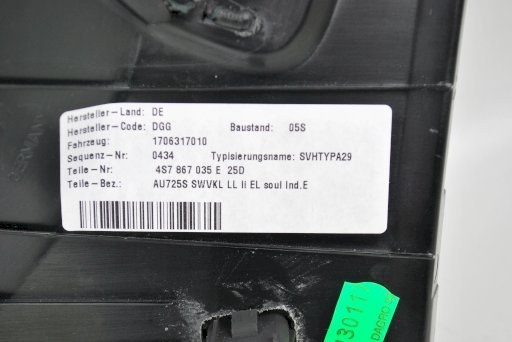 Hersteller-Land: DE
Hersteller-Code: DGG Baustand: 05S
Fahrzeug: 1706317010
Sequenz-Nr: 0434 Typisierungsname: SVHTYPA29
Teile-Nr: 4S7 867 035 E 25D
Teile-Bez.: AU725S SWVKL LL li EL soul Ind.E
GERMAN